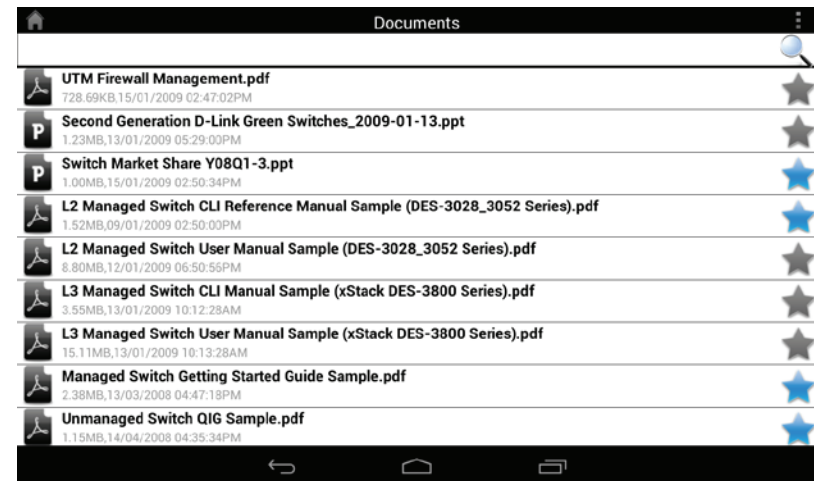 Documents
UTM Firewall Management.pdf
728.69KB,15/01/2009 02:47:02PM
P
Second Generation D-Link Green Switches_2009-01-13.ppt
1.23MB,13/01/2009 05:29:00PM
P
Switch Market Share Y08Q1-3.ppt
1.00MB,15/01/2009 02:50:34PM
L2 Managed Switch CLI Reference Manual Sample (DES-3028_3052 Series).pdf
1.52MB,09/01/2009 02:50:00PM
L2 Managed Switch User Manual Sample (DES-3028_3052 Series).pdf
8.80MB,12/01/2009 06:50:56PM
L3 Managed Switch CLI Manual Sample (xStack DES-3800 Series).pdf
3.55MB,13/01/2009 10:12:28AM
L3 Managed Switch User Manual Sample (xStack DES-3800 Series).pdf
15.11MB,13/01/2009 10:13:28AM
Managed Switch Getting Started Guide Sample.pdf
2.38MB,13/03/2008 04:47:18PM
Unmanaged Switch QIG Sample.pdf
1.15MB,14/04/2008 04:35:34PM